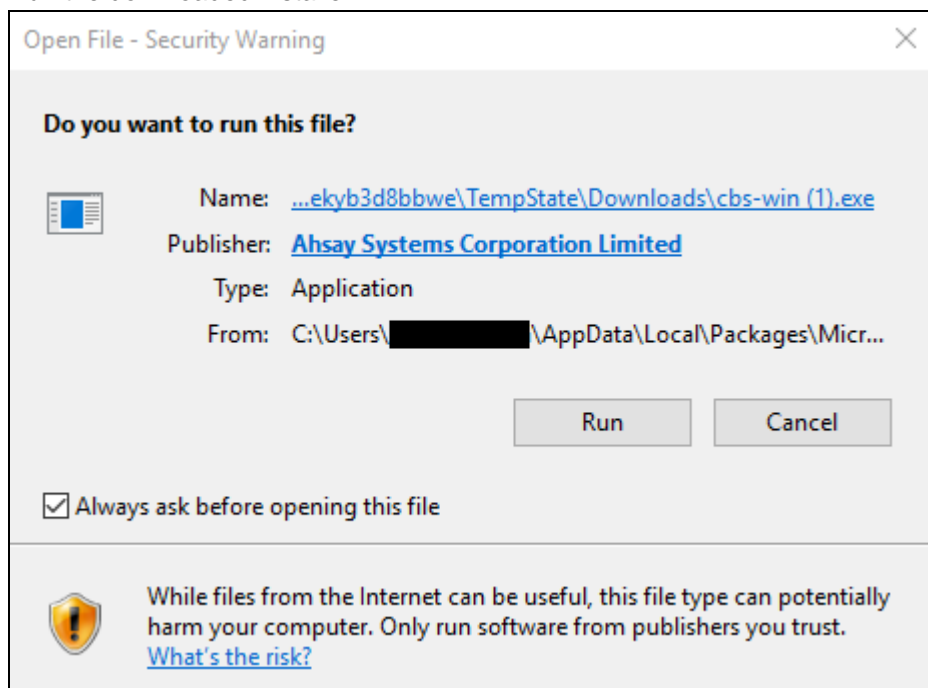 Open File - Security Warning
Do you want to run this file?
Name: ...ekyb3d8bbwe\TempState\Downloads\cbs-win (1).exe
Publisher: Ahsay Systems Corporation Limited
Type: Application
From: C:\Users\ \AppData\Local\Packages\Micr...
Run Cancel
Always ask before opening this file
While files from the Internet can be useful, this file type can potentially
harm your computer. Only run software from publishers you trust.
What's the risk?